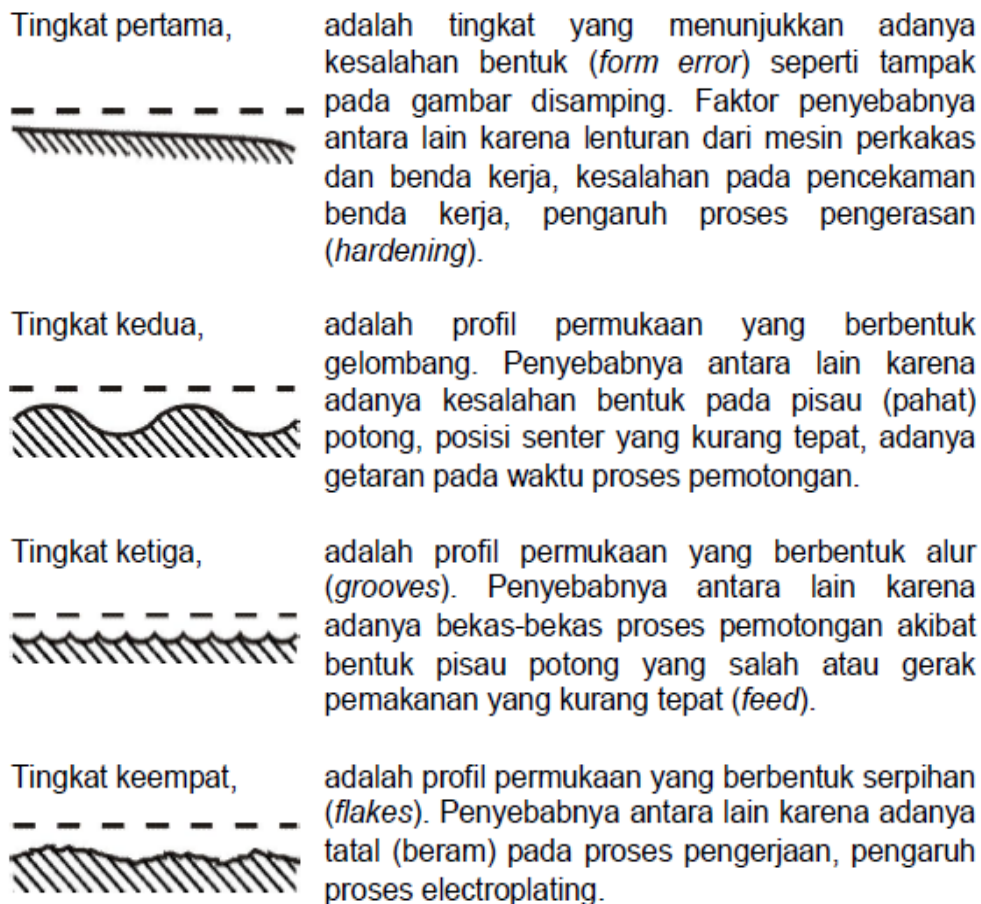 Tingkat pertama,
adalah tingkat yang menunjukkan adanya
kesalahan bentuk (form error) seperti tampak
pada gambar disamping. Faktor penyebabnya
antara lain karena lenturan dari mesin perkakas
dan benda kerja, kesalahan pada pencekaman
benda kerja, pengaruh proses pengerasan
(hardening).
Tingkat kedua,
adalah profil permukaan yang berbentuk
gelombang. Penyebabnya antara lain karena
adanya kesalahan bentuk pada pisau (pahat)
potong, posisi senter yang kurang tepat, adanya
getaran pada waktu proses pemotongan.
Tingkat ketiga,
adalah profil permukaan yang berbentuk alur
(grooves). Penyebabnya antara lain karena
adanya bekas-bekas proses pemotongan akibat
bentuk pisau potong yang salah atau gerak
pemakanan yang kurang tepat (feed).
Tingkat keempat,
adalah profil permukaan yang berbentuk serpihan
(flakes). Penyebabnya antara lain karena adanya
tatal (beram) pada proses pengerjaan, pengaruh
proses electroplating.